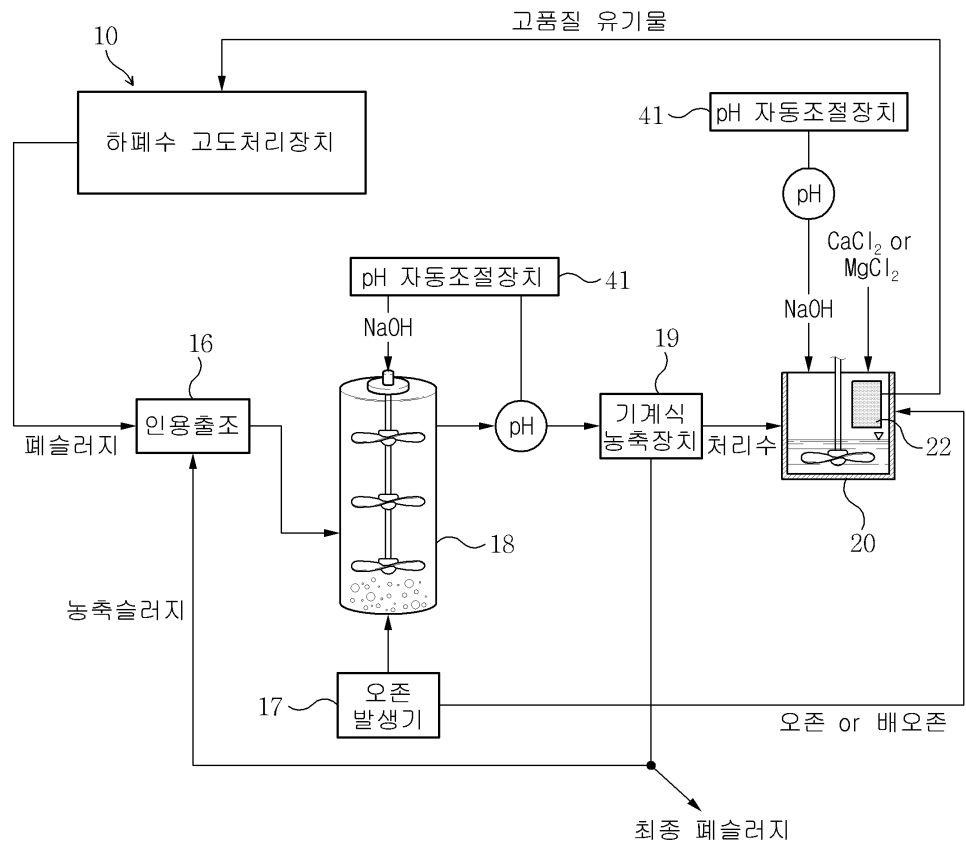 고품질 유기물
10
하폐수 고도처리장치
41
pH 자동조절장치
pH
CaCl₂ or
MgCl₂
NaOH
pH 자동조절장치
41
NaOH
16
인용출조
폐슬러지
pH
19
기계식
농축장치
처리수
22
20
18
농축슬러지
17
오존
발생기
오존 or 배오존
최종 폐슬러지